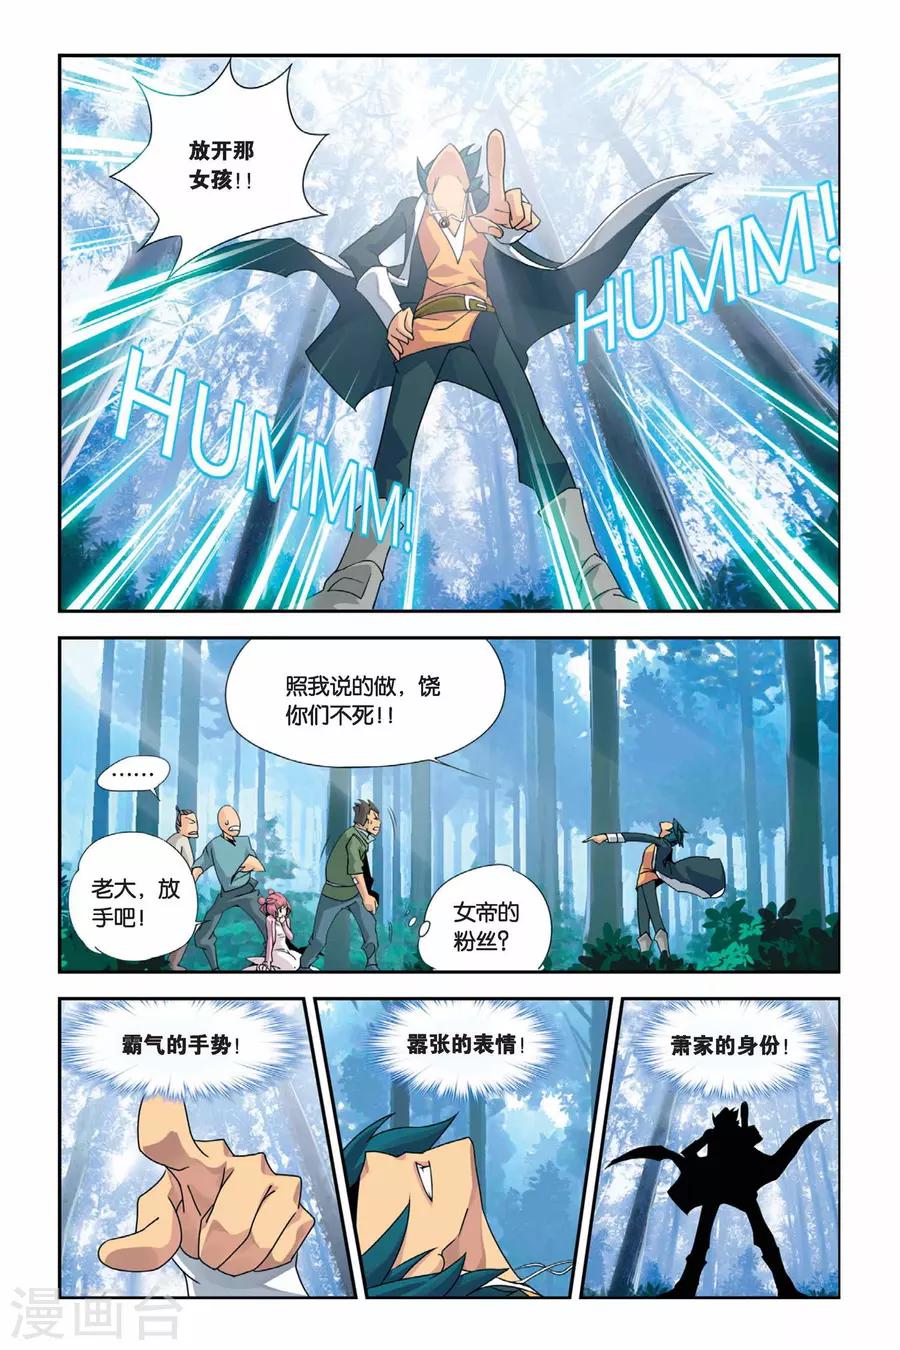 放开那
女孩!!
HUMM!
HUMMM!
照我说的做，饶
你们不死!!
……
老大，放
手吧!
女帝的
粉丝?
霸气的手势!
嚣张的表情!
萧家的身份!
漫画台